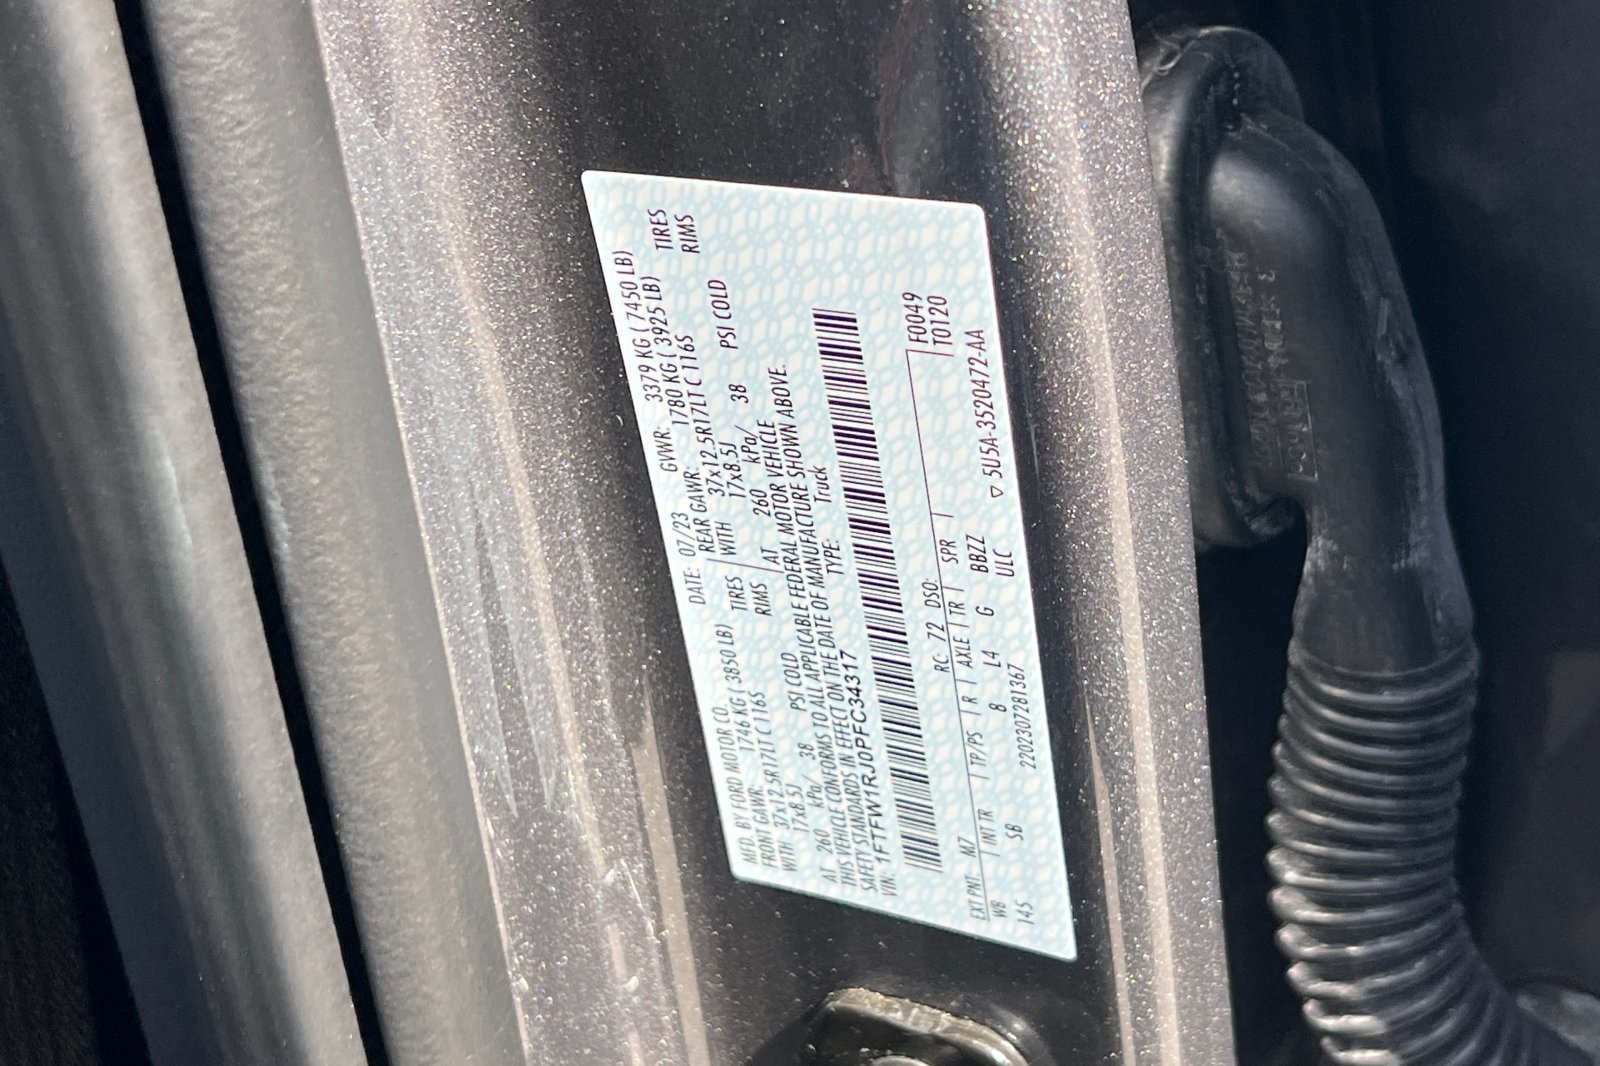 MFD. BY FORD MOTOR CO.
DATE: 07/23 GVWR: 3379 KG ( 7450 LB)
FRONT GAWR: 1746 KG ( 3850 LB) REAR GAWR: 1780 KG ( 3925 LB)
WITH 37x12.5R17LT C 116S TIRES WITH 37x12.5R17LT C 116S TIRES
17x8.5J RIMS 17x8.5J RIMS
AT 260 kPa/ 38 PSI COLD AT 260 kPa/ 38 PSI COLD
THIS VEHICLE CONFORMS TO ALL APPLICABLE FEDERAL MOTOR VEHICLE
SAFETY STANDARDS IN EFFECT ON THE DATE OF MANUFACTURE SHOWN ABOVE.
VIN: 1FTFW1RJ0PFC34317 TYPE: Truck
F0049
T0120
EXT PNT: M7 RC: 72 DSO:
WB INT TR TP/PS R AXLE TR SPR
145 SB 8 L4 G BBZZ
220230728136​7 ULC ▽ 5U5A-3520472-AA